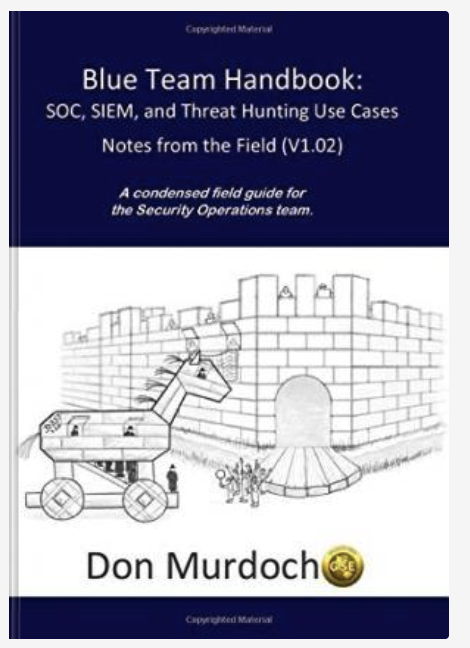 Copyrighted Material
Blue Team Handbook:
SOC, SIEM, and Threat Hunting Use Cases
Notes from the Field (V1.02)
A condensed field guide for
the Security Operations team.
Don Murdoch
GSE
Copyrighted Material